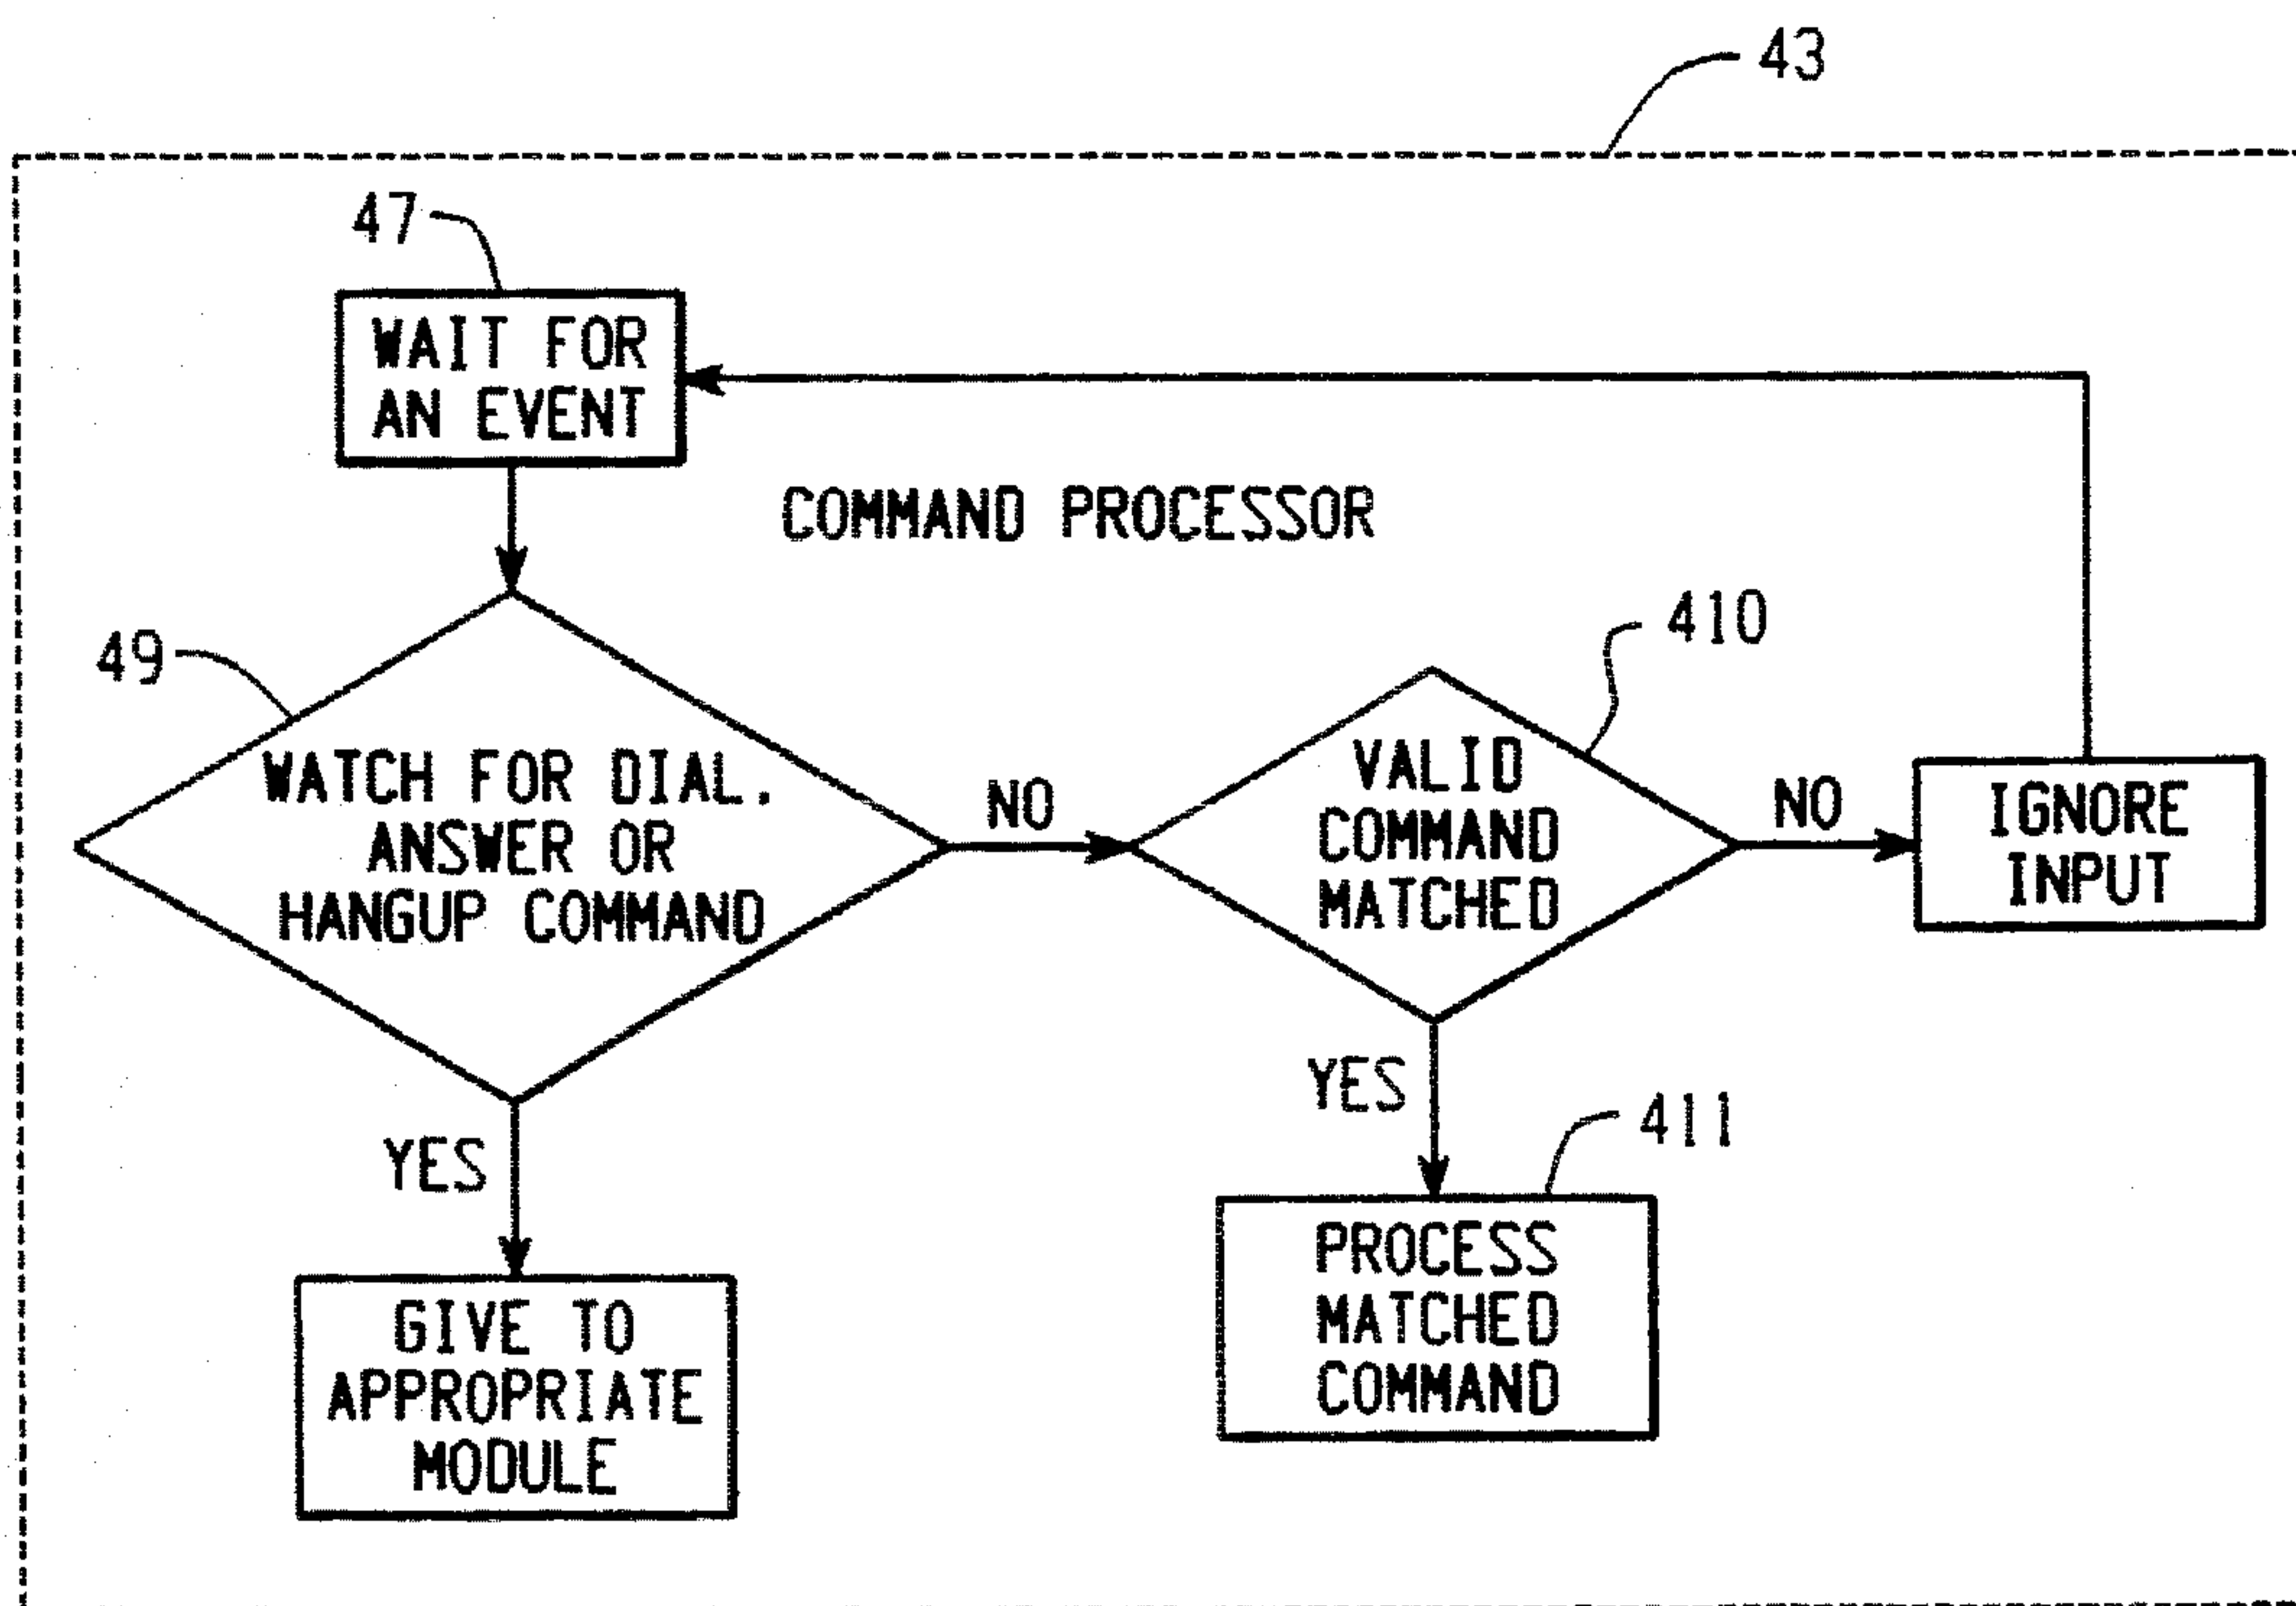 43
47
WAIT FOR
AN EVENT
COMMAND PROCESSOR
49
WATCH FOR DIAL.
ANSWER OR
HANGUP COMMAND
NO
410
VALID
COMMAND
MATCHED
NO
IGNORE
INPUT
YES
GIVE TO
APPROPRIATE
MODULE
YES
411
PROCESS
MATCHED
COMMAND